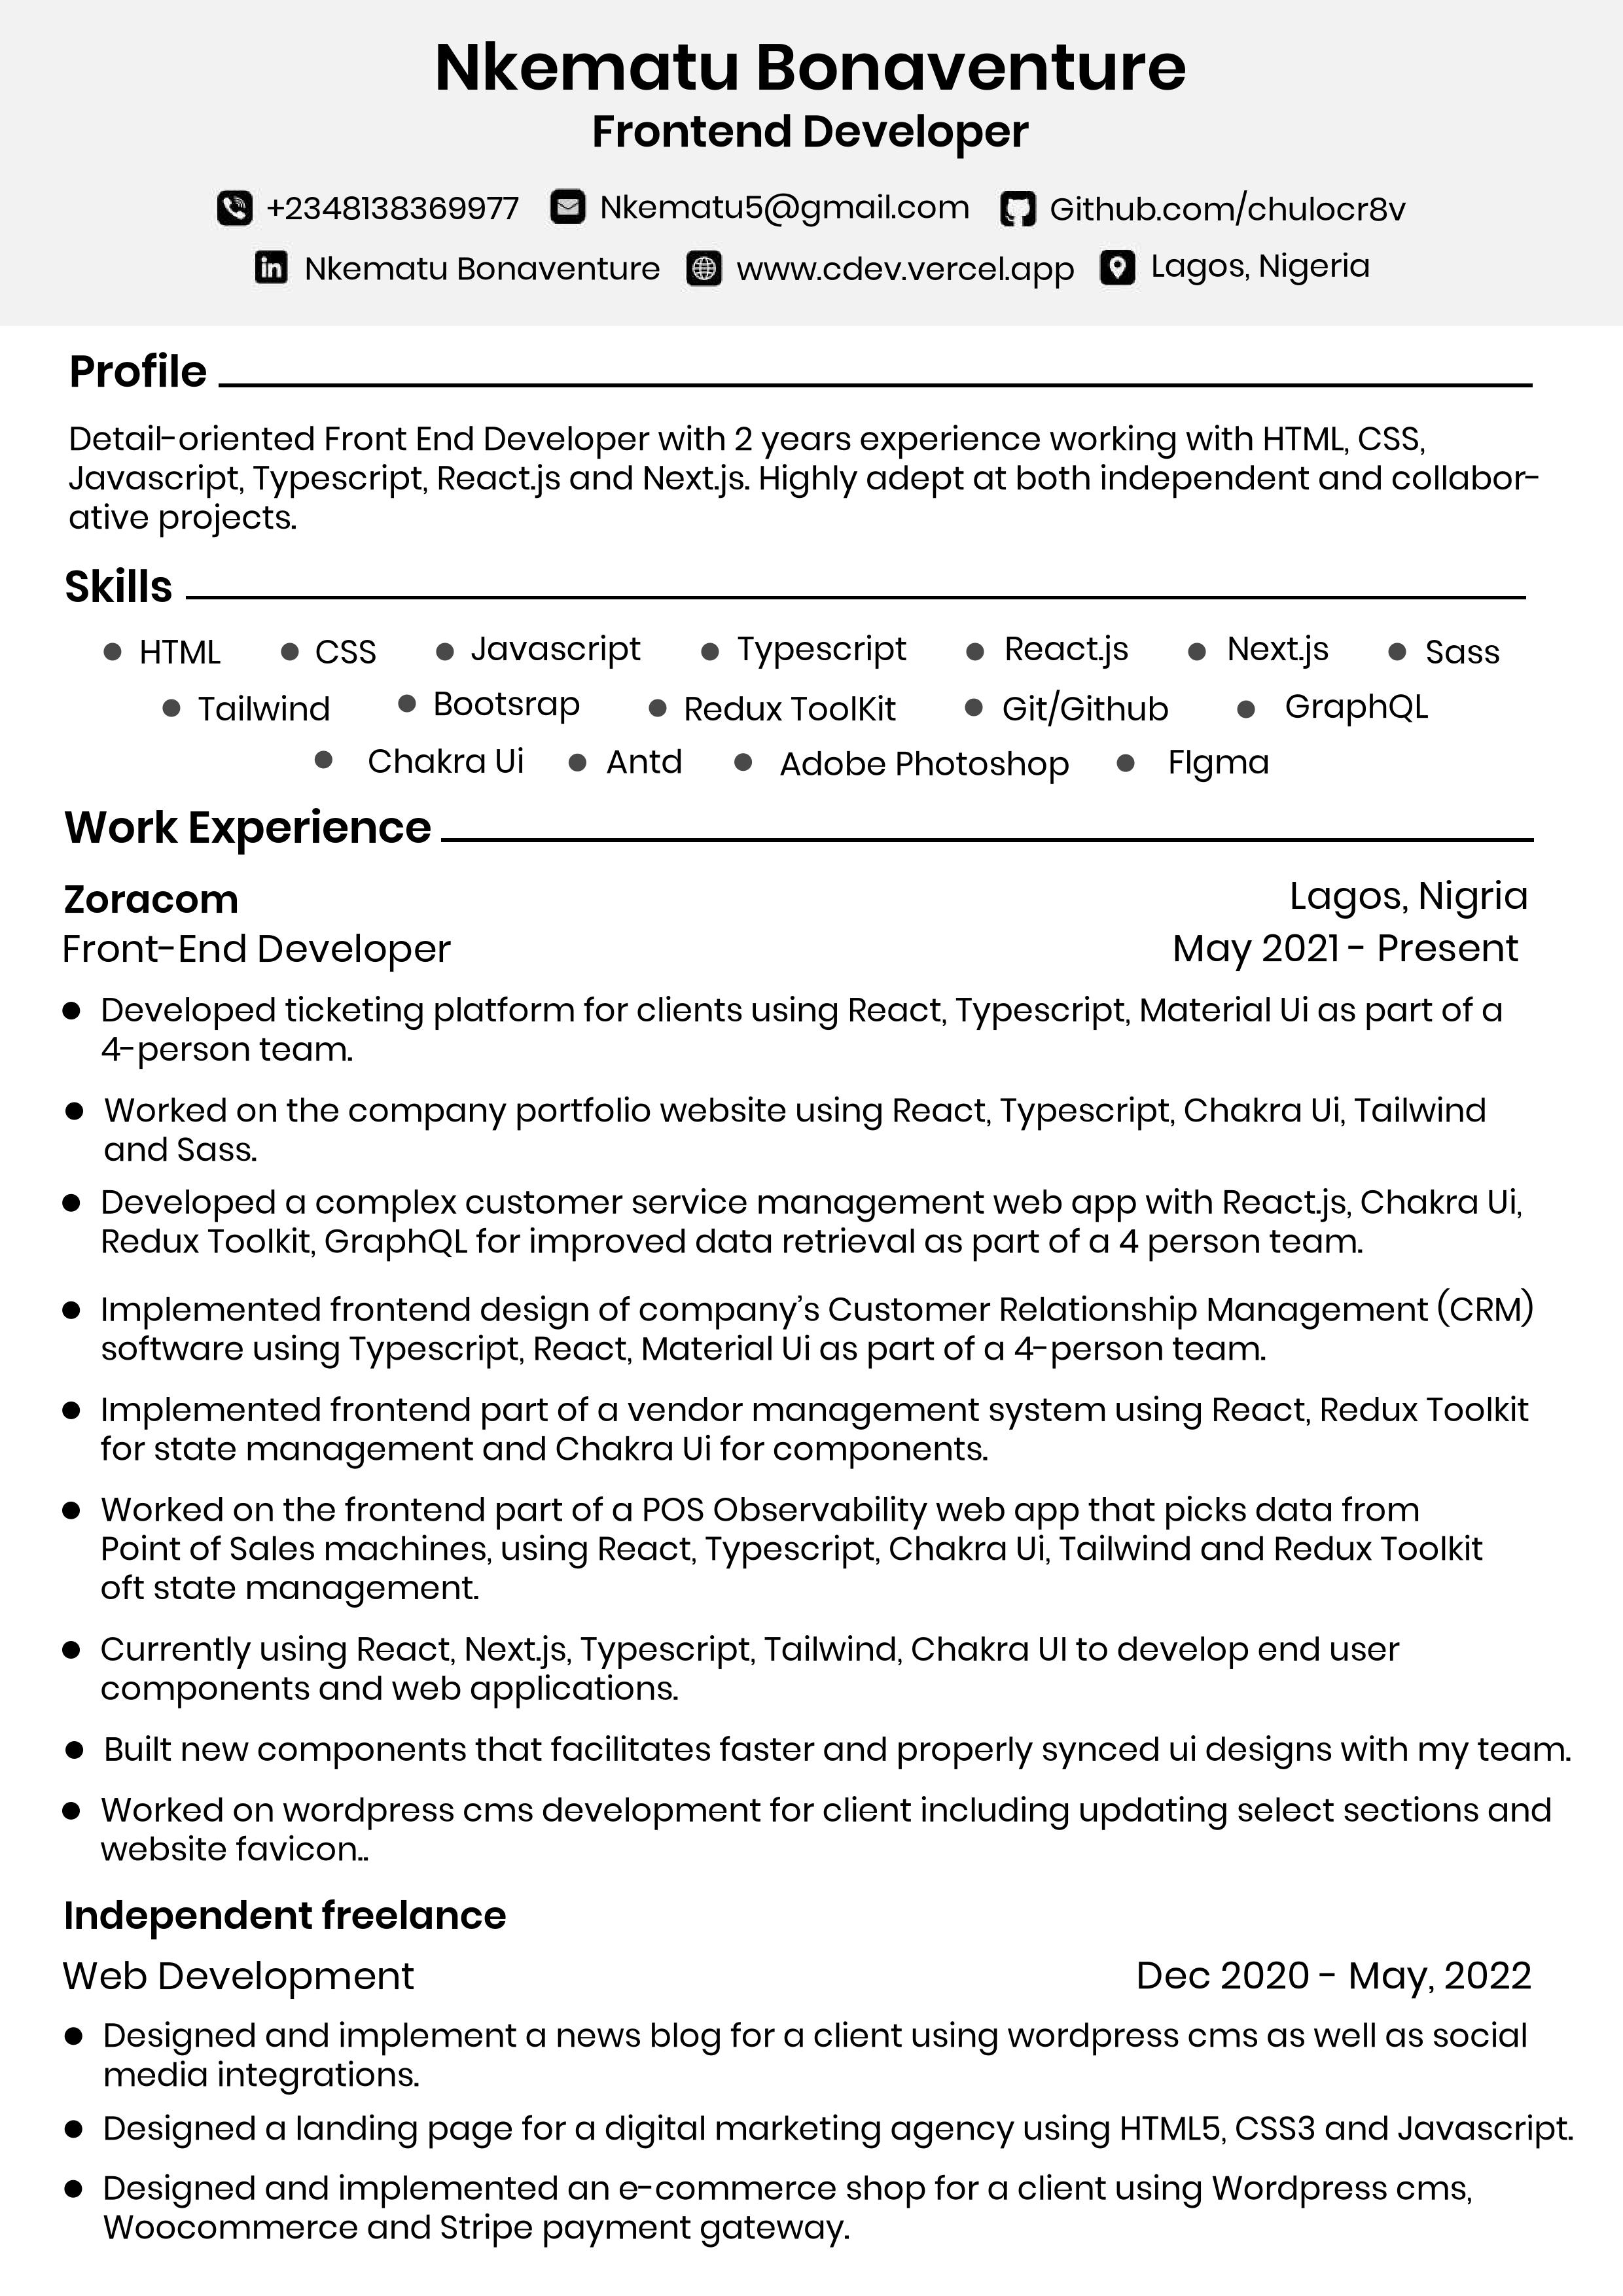 Nkematu Bonaventure
Frontend Developer
+2348138369977 Nkematu5@gmail.com Github.com/chulocr8v
Nkematu Bonaventure www.cdev.vercel.app Lagos, Nigeria
Profile
Detail-oriented Front End Developer with 2 years experience working with HTML, CSS,
Javascript, Typescript, React.js and Next.js. Highly adept at both independent and collabor-
ative projects.
Skills
• HTML • CSS • Javascript • Typescript • React.js • Next.js • Sass
• Tailwind • Bootsrap • Redux ToolKit • Git/Github • GraphQL
• Chakra Ui • Antd • Adobe Photoshop • FIgma
Work Experience
Zoracom Lagos, Nigria
Front-End Developer May 2021 - Present
• Developed ticketing platform for clients using React, Typescript, Material Ui as part of a
4-person team.
• Worked on the company portfolio website using React, Typescript, Chakra Ui, Tailwind
and Sass.
• Developed a complex customer service management web app with React.js, Chakra Ui,
Redux Toolkit, GraphQL for improved data retrieval as part of a 4 person team.
• Implemented frontend design of company’s Customer Relationship Management (CRM)
software using Typescript, React, Material Ui as part of a 4-person team.
• Implemented frontend part of a vendor management system using React, Redux Toolkit
for state management and Chakra Ui for components.
• Worked on the frontend part of a POS Observability web app that picks data from
Point of Sales machines, using React, Typescript, Chakra Ui, Tailwind and Redux Toolkit
oft state management.
• Currently using React, Next.js, Typescript, Tailwind, Chakra UI to develop end user
components and web applications.
• Built new components that facilitates faster and properly synced ui designs with my team.
• Worked on wordpress cms development for client including updating select sections and
website favicon..
Independent freelance
Web Development Dec 2020 - May, 2022
• Designed and implement a news blog for a client using wordpress cms as well as social
media integrations.
• Designed a landing page for a digital marketing agency using HTML5, CSS3 and Javascript.
• Designed and implemented an e-commerce shop for a client using Wordpress cms,
Woocommerce and Stripe payment gateway.